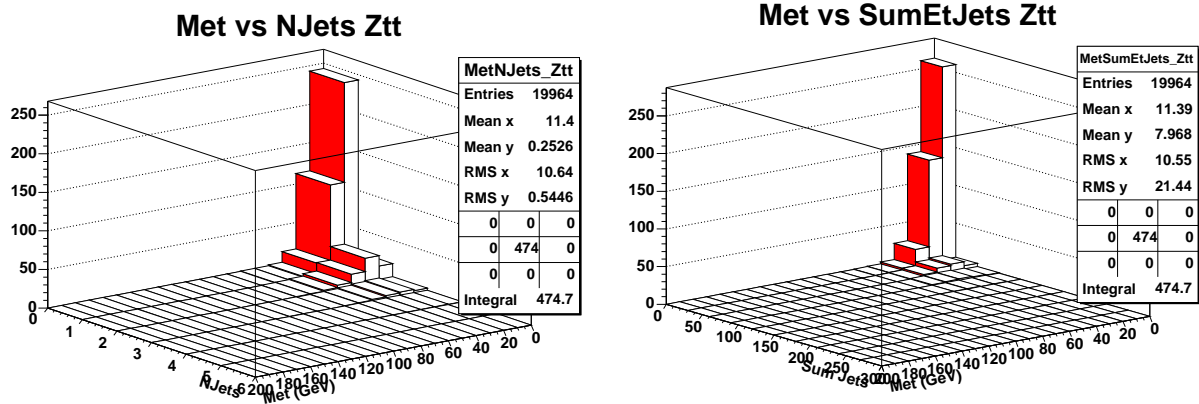 Met vs NJets Ztt
MetNJets_Ztt
Entries 19964
Mean x 11.4
Mean y 0.2526
RMS x 10.64
RMS y 0.5446
0 0 0
0 474 0
0 0 0
Integral 474.7
250
200
150
100
50
0
0
1
2
3
4
5
6
NJets
200 180 160 140 120 100 80 60 40 20 0
Met (GeV)
Met vs SumEtJets Ztt
MetSumEtJets_Ztt
Entries 19964
Mean x 11.39
Mean y 7.968
RMS x 10.55
RMS y 21.44
0 0 0
0 474 0
0 0 0
Integral 474.7
250
200
150
100
50
0
0
50
100
150
200
250
300
Sum Jets
200 180 160 140 120 100 80 60 40 20 0
Met (GeV)